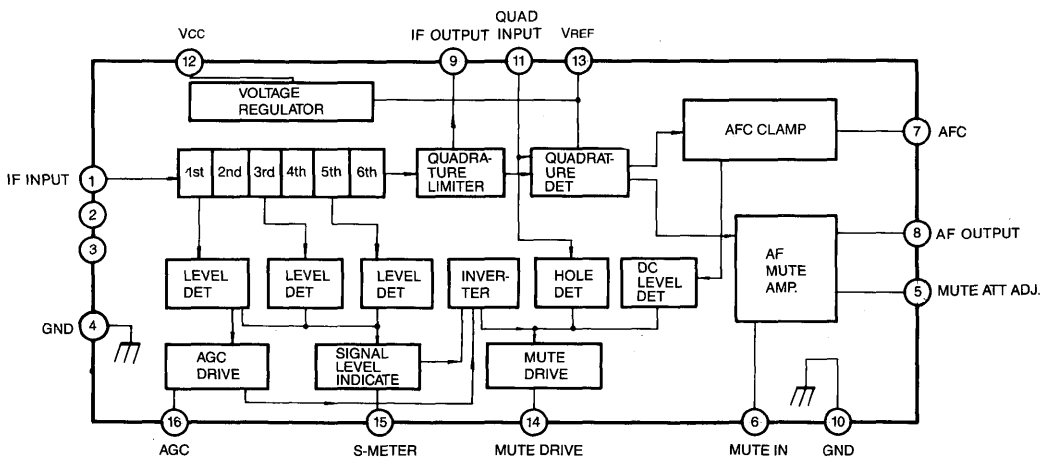 QUAD
VCC IF OUTPUT INPUT VREF
12 9 11 13
VOLTAGE
REGULATOR
AFC CLAMP 7 AFC
IF INPUT 1 1st 2nd 3rd 4th 5th 6th
QUADRA-
TURE
LIMITER
QUADRAT-
URE
DET
2
3
AF
MUTE
AMP.
8 AF OUTPUT
5 MUTE ATT ADJ.
LEVEL
DET
LEVEL
DET
LEVEL
DET
INVER-
TER
HOLE
DET
DC
LEVEL
DET
GND 4
AGC
DRIVE
SIGNAL
LEVEL
INDICATE
MUTE
DRIVE
16 15 14 6 10
AGC S-METER MUTE DRIVE MUTE IN GND